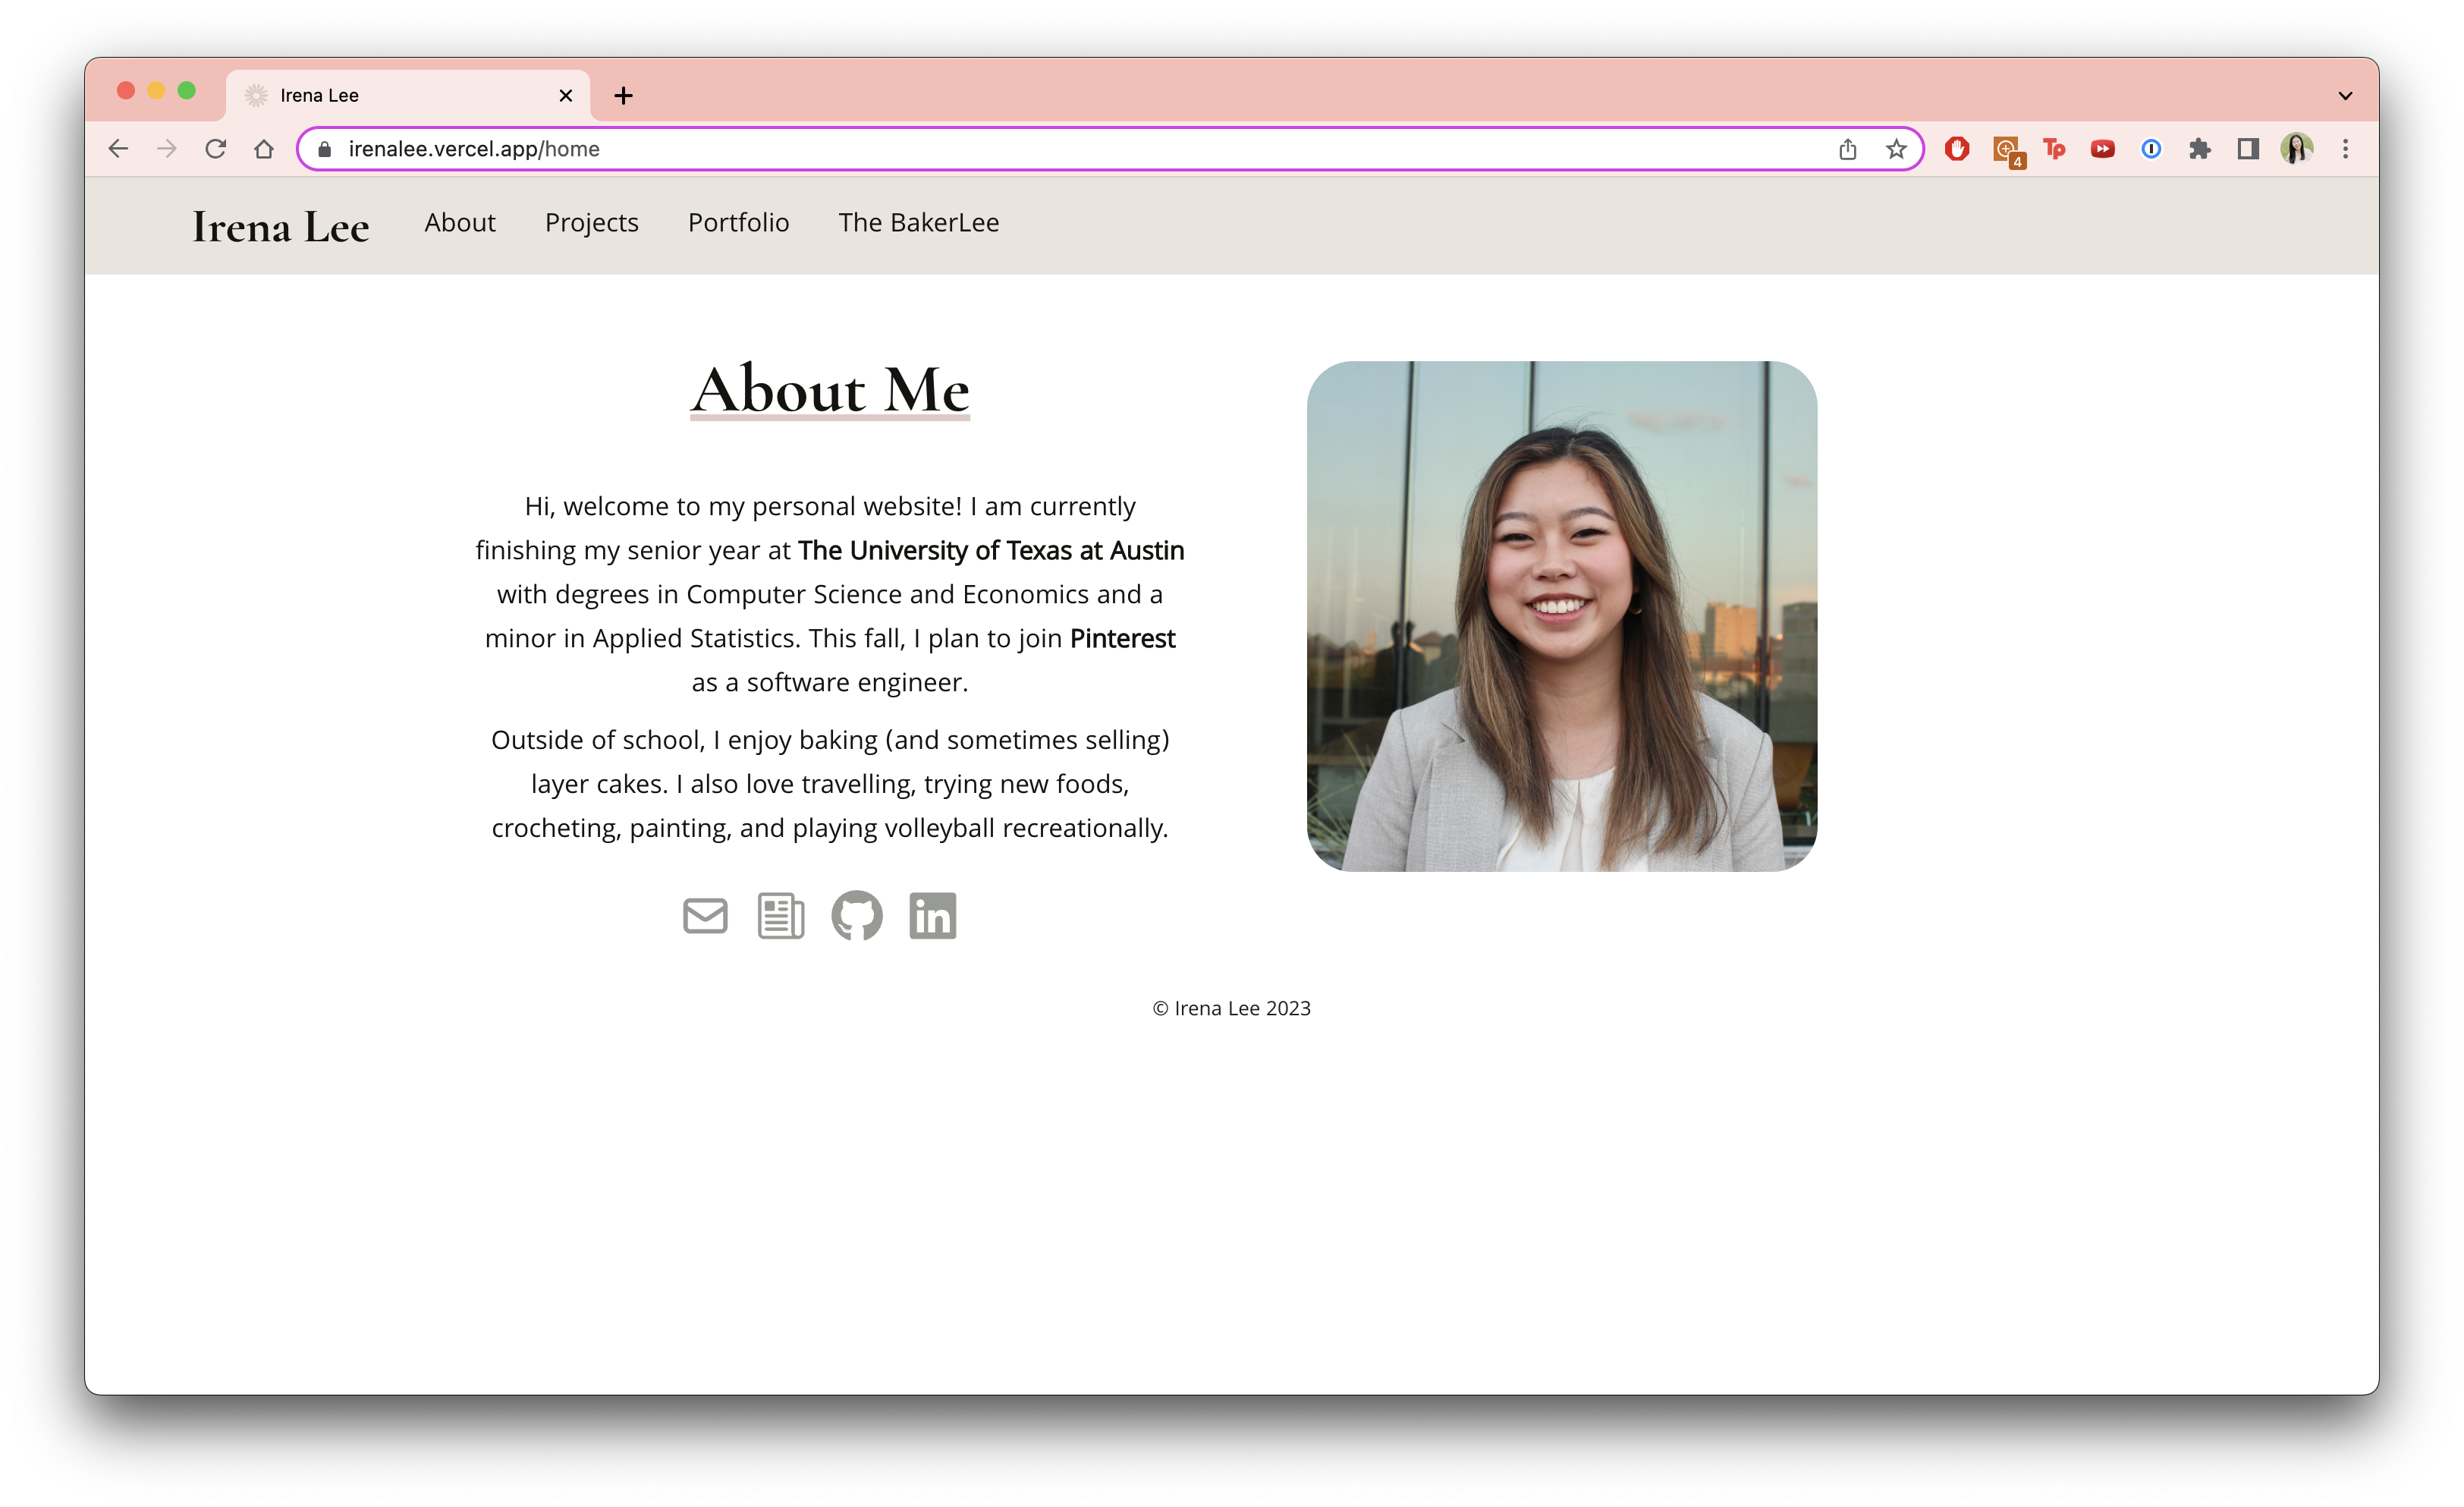 Irena Lee
irenalee.vercel.app/home
4
Tp
Irena Lee
About
Projects
Portfolio
The BakerLee
About Me
Hi, welcome to my personal website! I am currently
finishing my senior year at The University of Texas at Austin
with degrees in Computer Science and Economics and a
minor in Applied Statistics. This fall, I plan to join Pinterest
as a software engineer.
Outside of school, I enjoy baking (and sometimes selling)
layer cakes. I also love travelling, trying new foods,
crocheting, painting, and playing volleyball recreationally.
in
© Irena Lee 2023